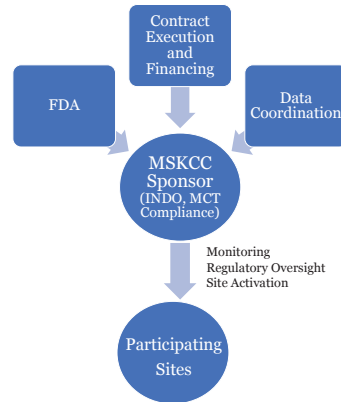 Contract
Execution
and
Financing
FDA
Data
Coordination
MSKCC
Sponsor
(INDO, MCT
Compliance)
Monitoring
Regulatory Oversight
Site Activation
Participating
Sites